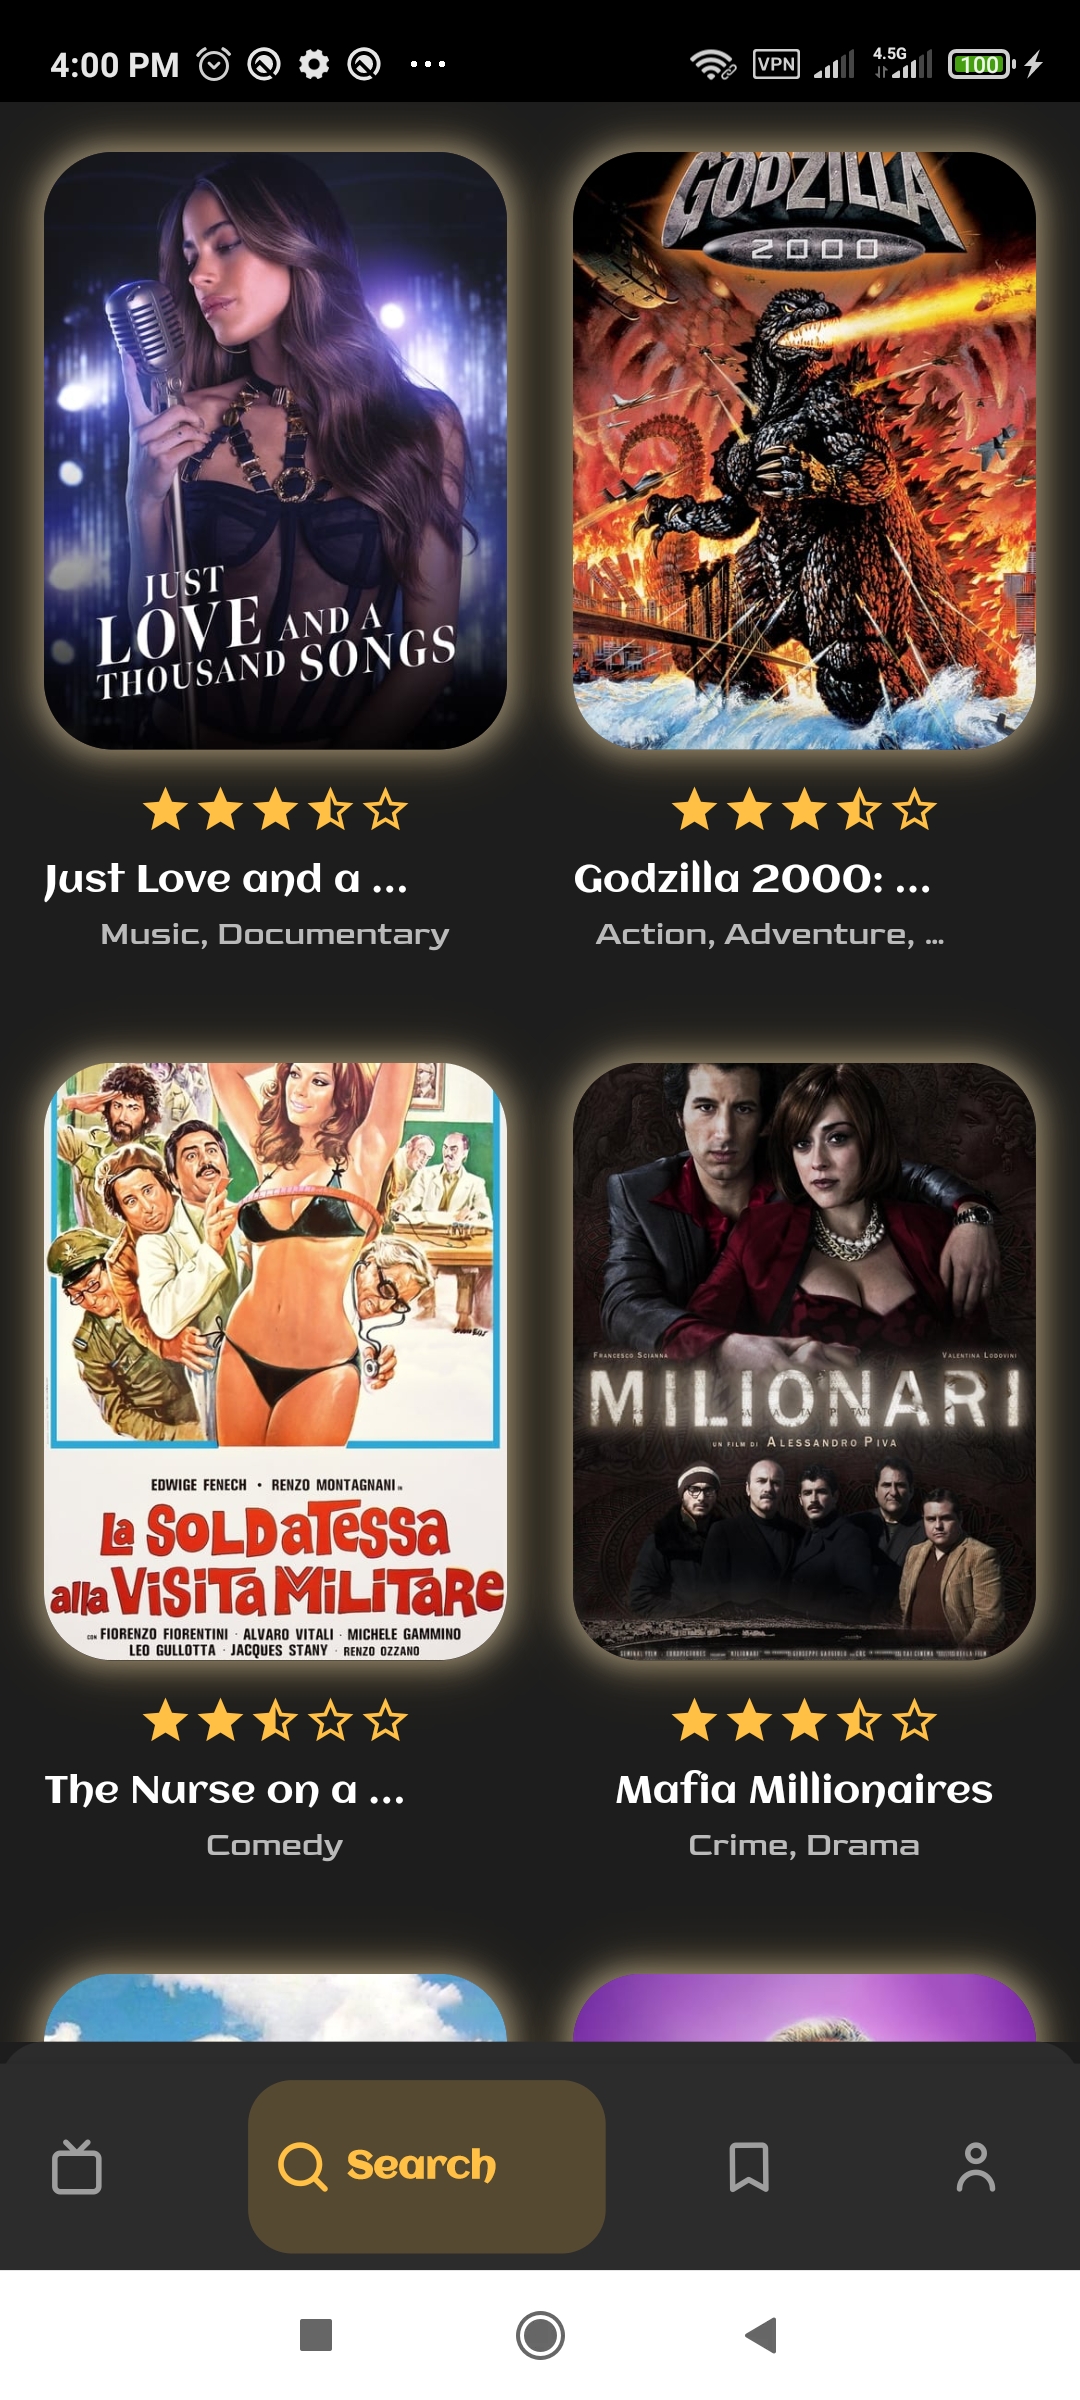 4:00 PM
VPN
4.5G
100
JUST
LOVE AND A
THOUSAND SONGS
GODZILLA
2000
Just Love and a ...
Music, Documentary
Godzilla 2000: ...
Action, Adventure, ...
EDWIGE FENECH • RENZO MONTAGNANI IN
La SOLDaTessa
alla ViSiTa MiLiTaRe
CON FIORENZO FIORENTINI · ALVARO VITALI · MICHELE GAMMINO
LEO GULLOTTA · JACQUES STANY · RENZO OZZANO
FRANCESCO SCIANNA
VALENTINA LODOVINI
MILIONARI
UN FILM DI ALESSANDRO PIVA
The Nurse on a ...
Comedy
Mafia Millionaires
Crime, Drama
Search